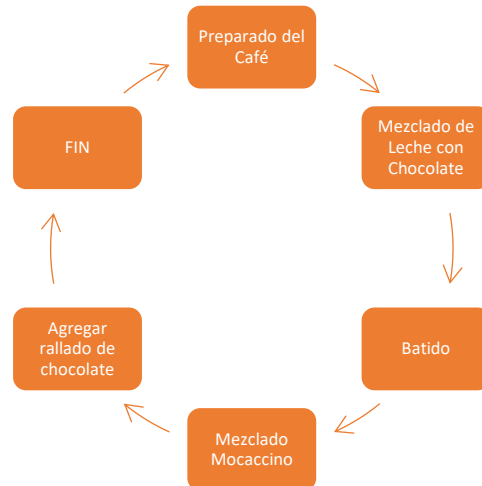 Preparado del
Café
Mezclado de
Leche con
Chocolate
Batido
Mezclado
Mocaccino
Agregar
rallado de
chocolate
FIN